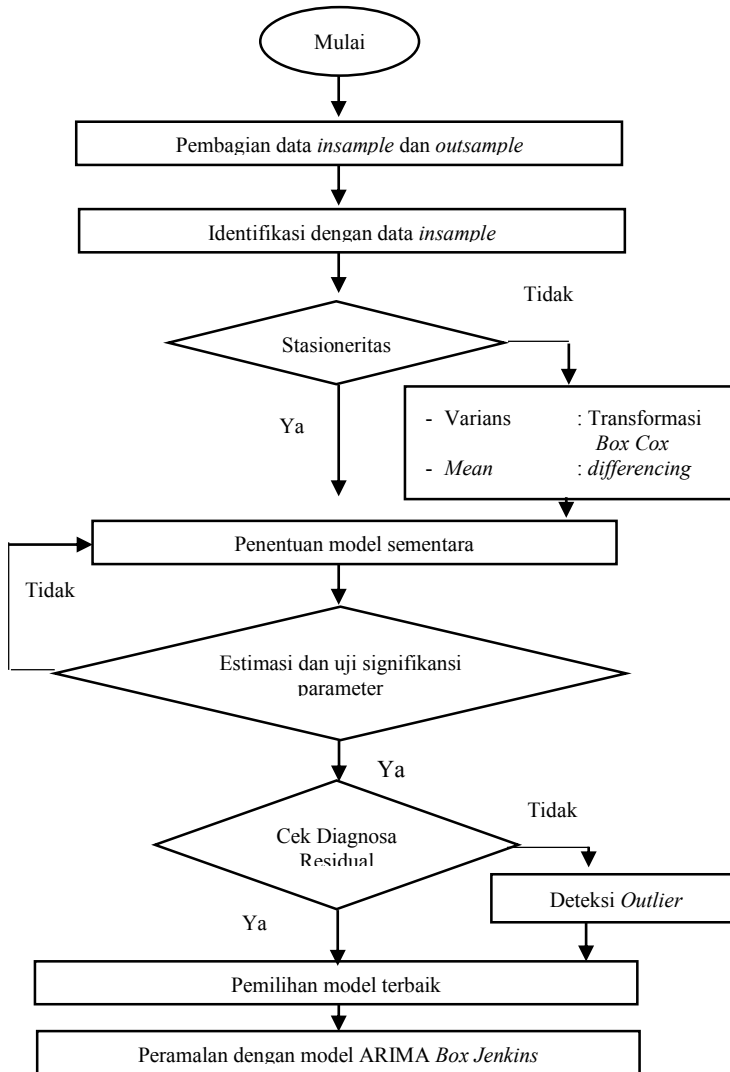 Mulai
Pembagian data insample dan outsample
Identifikasi dengan data insample
Tidak
Stasioneritas
Ya
- Varians : Transformasi
Box Cox
- Mean : differencing
Penentuan model sementara
Tidak
Estimasi dan uji signifikansi
parameter
Ya
Tidak
Cek Diagnosa
Residual
Deteksi Outlier
Ya
Pemilihan model terbaik
Peramalan dengan model ARIMA Box Jenkins